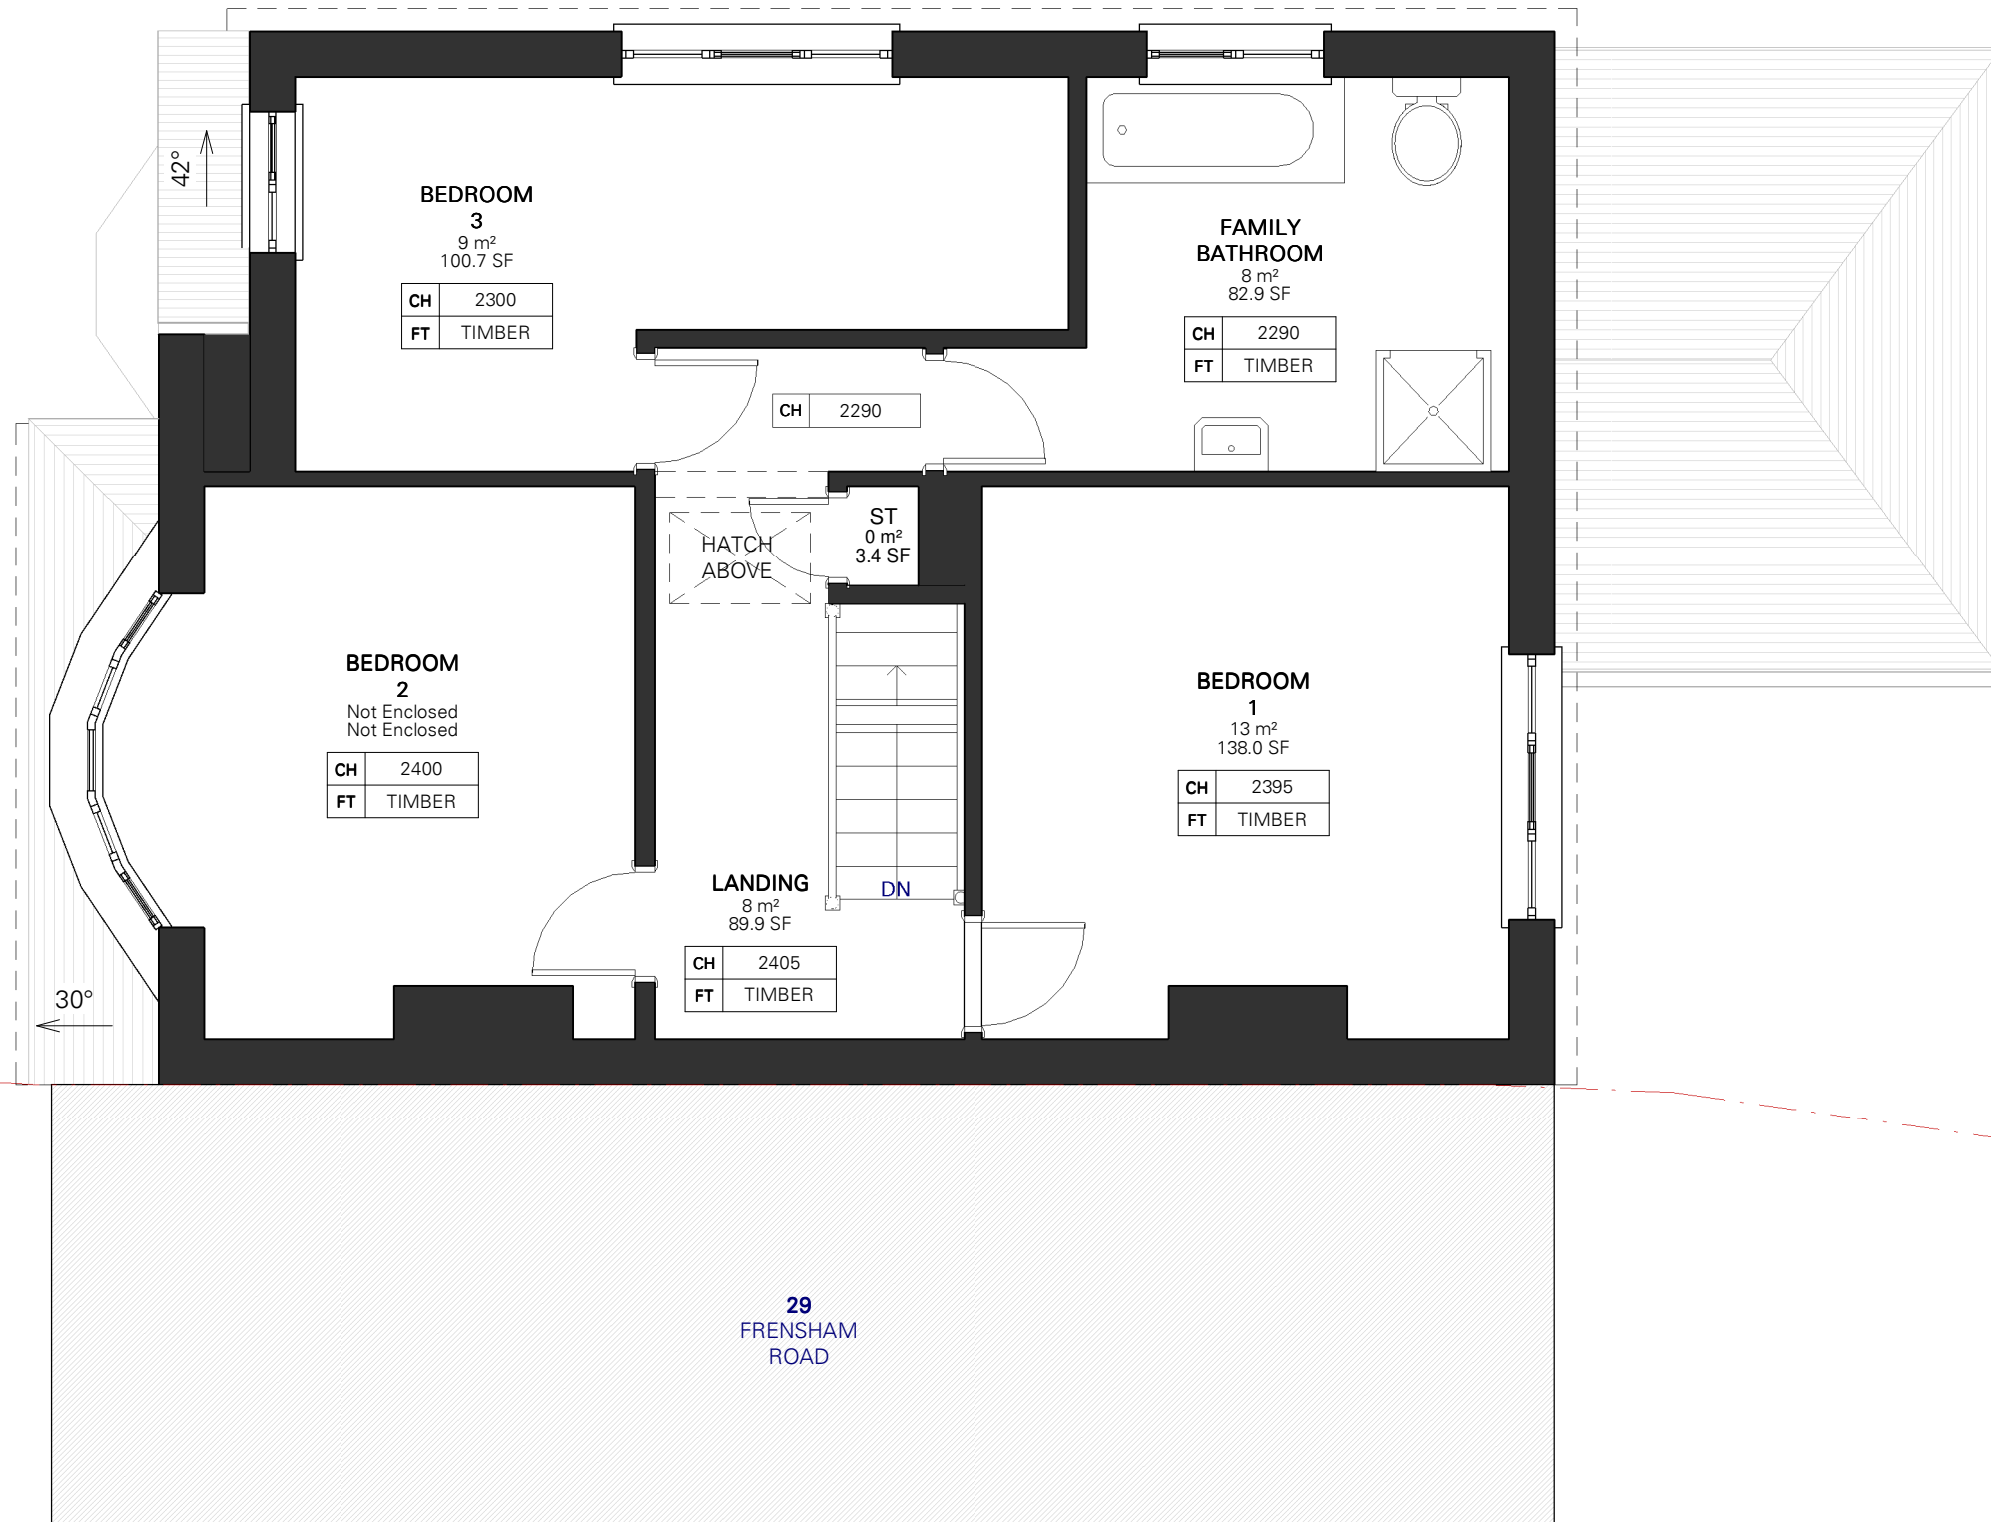 42°
BEDROOM
3
9 m²
100.7 SF
CH 2300
FT TIMBER
FAMILY
BATHROOM
8 m²
82.9 SF
CH 2290
FT TIMBER
CH 2290
HATCH
ABOVE
ST
0 m²
3.4 SF
BEDROOM
2
Not Enclosed
Not Enclosed
CH 2400
FT TIMBER
BEDROOM
1
13 m²
138.0 SF
CH 2395
FT TIMBER
LANDING
8 m²
89.9 SF
CH 2405
FT TIMBER
DN
30°
29
FRENSHAM
ROAD